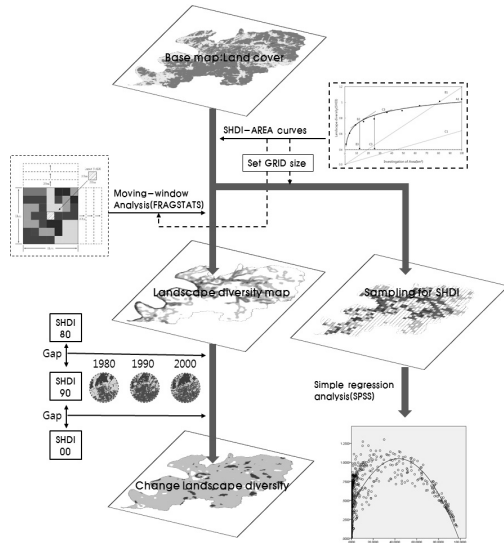 Base map:Land cover
SHDI-AREA curves
Set GRID size
Moving-window
Analysis(FRAGSTATS)
Landscape diversity map
Sampling for SHDI
SHDI
80
Gap
1980 1990 2000
SHDI
90
Gap
SHDI
00
Simple regression
analysis(SPSS)
Change landscape diversity